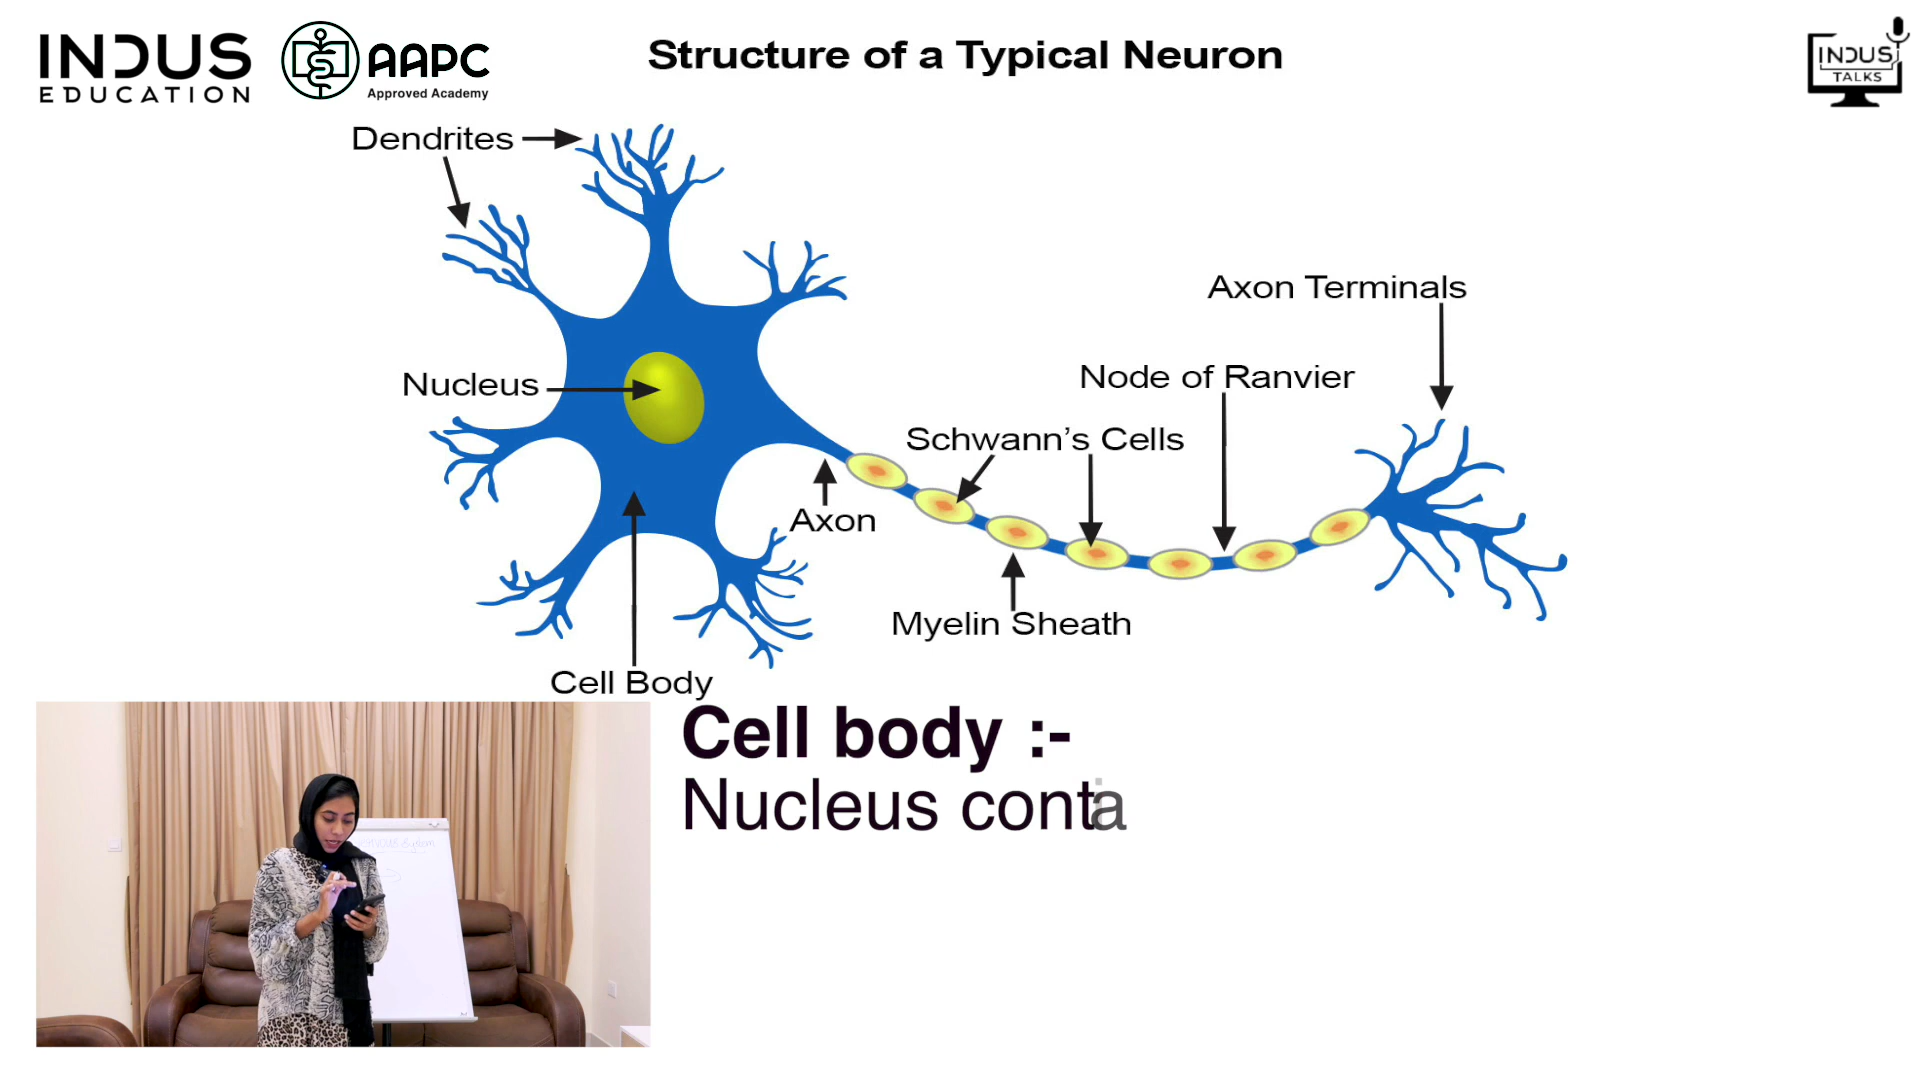 INDUS
EDUCATION
AAPC
Approved Academy
Structure of a Typical Neuron
INDUS
TALKS
Dendrites
Axon Terminals
Nucleus
Node of Ranvier
Schwann’s Cells
Axon
Myelin Sheath
Cell Body
Cell body :-
Nucleus conta
System